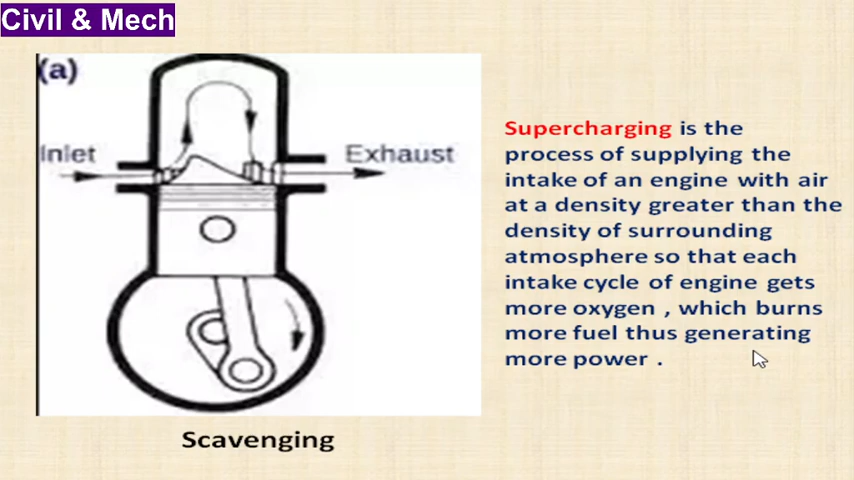 Civil & Mech
(a)
Inlet
Exhaust
Scavenging
Supercharging is the
process of supplying the
intake of an engine with air
at a density greater than the
density of surrounding
atmosphere so that each
intake cycle of engine gets
more oxygen , which burns
more fuel thus generating
more power .